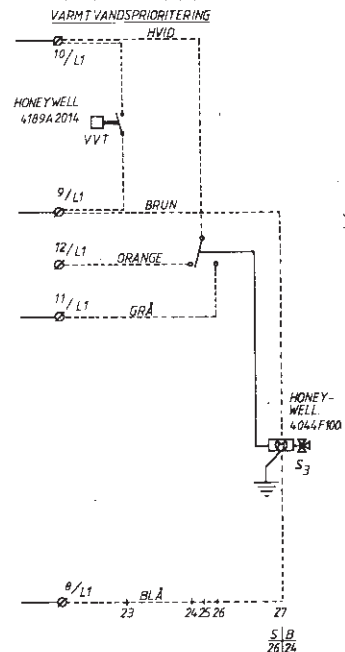 VARMTVANDSPRIORITERING
HVID
10/L1
HONEYWELL
4189A2014
VVT
9/L1
BRUN
12/L1
ORANGE
11/L1
GRÅ
HONEY-
WELL
4044F100
S3
8/L1
BLÅ
23
24 25 26
27
S B
26 24